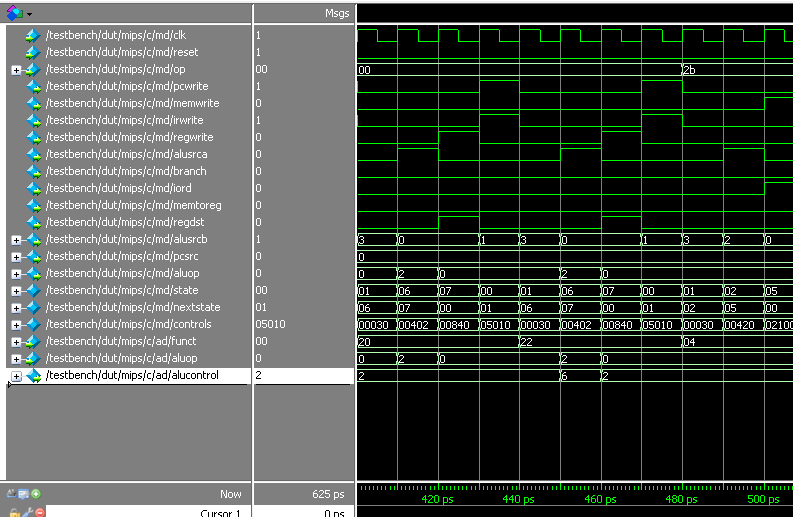 Msgs
/testbench/dut/mips/c/md/clk 1
/testbench/dut/mips/c/md/reset 1
/testbench/dut/mips/c/md/op 00 00 2b
/testbench/dut/mips/c/md/pcwrite 1
/testbench/dut/mips/c/md/memwrite 0
/testbench/dut/mips/c/md/irwrite 1
/testbench/dut/mips/c/md/regwrite 0
/testbench/dut/mips/c/md/alusrca 0
/testbench/dut/mips/c/md/branch 0
/testbench/dut/mips/c/md/iord 0
/testbench/dut/mips/c/md/memtoreg 0
/testbench/dut/mips/c/md/regdst 0
/testbench/dut/mips/c/md/alusrcb 1 3 0 1 3 0 1 3 2 0
/testbench/dut/mips/c/md/pcsrc 0 0
/testbench/dut/mips/c/md/aluop 0 0 2 0 2 0
/testbench/dut/mips/c/md/state 00 01 06 07 00 01 06 07 00 01 02 05
/testbench/dut/mips/c/md/nextstate 01 06 07 00 01 06 07 00 01 02 05 00
/testbench/dut/mips/c/md/controls 05010 00030 00402 00840 05010 00030 00402 00840 05010 00030 00420 02100
/testbench/dut/mips/c/ad/funct 00 20 22 04
/testbench/dut/mips/c/ad/aluop 0 0 2 0 2 0
/testbench/dut/mips/c/ad/alucontrol 2 2 6 2
Now 625 ps 420 ps 440 ps 460 ps 480 ps 500 ps
Cursor 1 0 ps